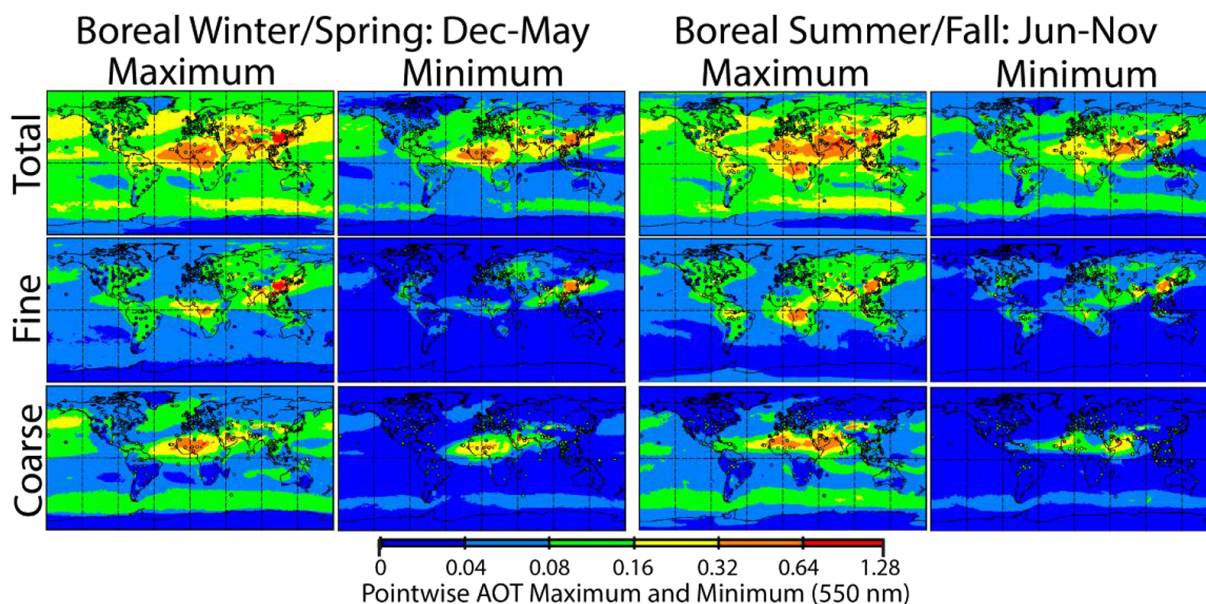 Boreal Winter/Spring: Dec-May Boreal Summer/Fall: Jun-Nov
Maximum Minimum Maximum Minimum
Total
Fine
Coarse
0 0.04 0.08 0.16 0.32 0.64 1.28
Pointwise AOT Maximum and Minimum (550 nm)